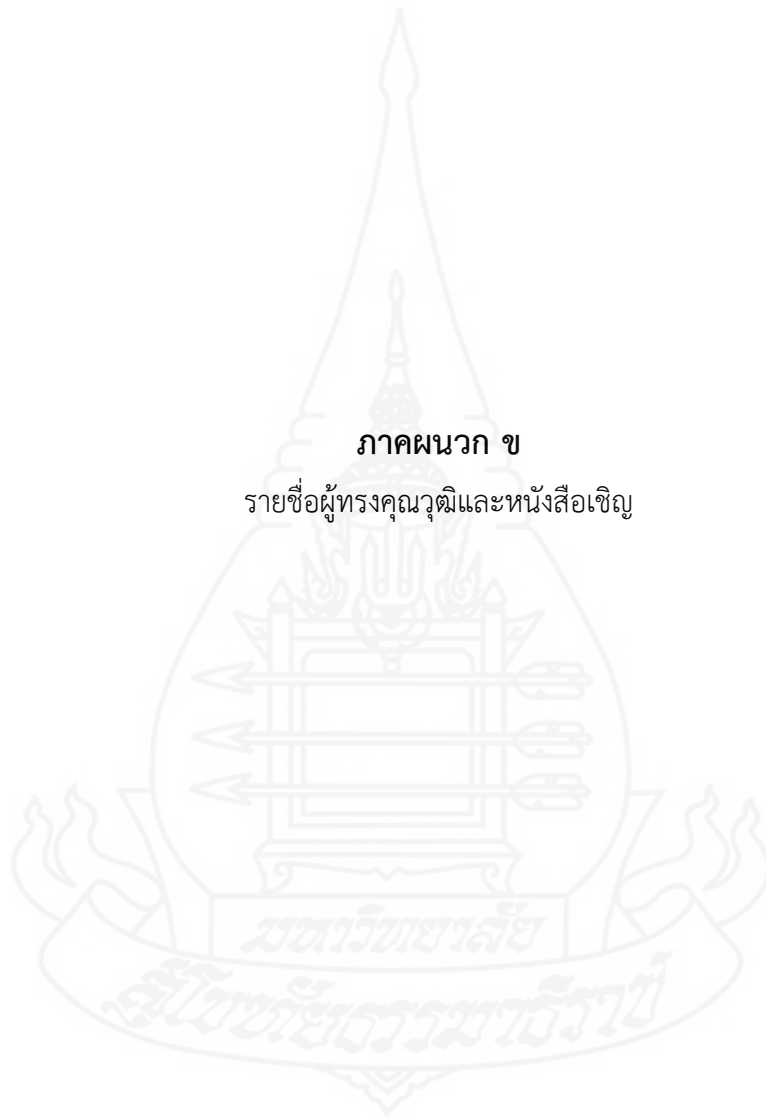 ภาคผนวก ข
รายชื่อผู้ทรงคุณวุฒิและหนังสือเชิญ
มหาวิทยาลัย
สุโขทัยธรรมาธิราช